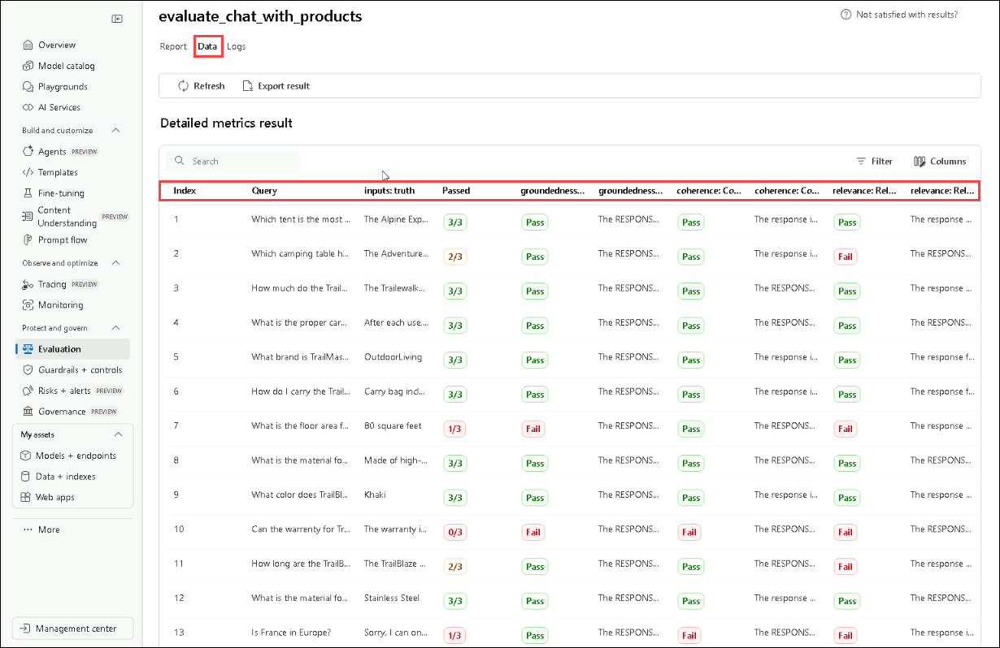 evaluate_chat_with_products
Not satisfied with results?
Report Data Logs
Refresh Export result
Detailed metrics result
Search
Filter Columns
Overview
Model catalog
Playgrounds
AI Services
Build and customize
Agents PREVIEW
Templates
Fine-tuning
Content Understanding PREVIEW
Prompt flow
Observe and optimize
Tracing PREVIEW
Monitoring
Protect and govern
Evaluation
Guardrails + controls
Risks + alerts PREVIEW
Governance PREVIEW
My assets
Models + endpoints
Data + indexes
Web apps
More
Management center
Index Query inputs: truth Passed groundedness... groundedness... coherence: Co... coherence: Co... relevance: Rel... relevance: Rel...
1 Which tent is the most ... The Alpine Exp... 3/3 Pass The RESPONS... Pass The response i... Pass The response ...
2 Which camping table h... The Adventure... 2/3 Pass The RESPONS... Pass The response i... Fail The RESPONS...
3 How much do the Trail... The Trailewalk... 3/3 Pass The RESPONS... Pass The RESPONS... Pass The response ...
4 What is the proper car... After each use,... 3/3 Pass The RESPONS... Pass The RESPONS... Pass The RESPONS...
5 What brand is TrailMas... OutdoorLiving 3/3 Pass The RESPONS... Pass The response i... Pass The response f...
6 How do I carry the Trail... Carry bag incl... 3/3 Pass The RESPONS... Pass The RESPONS... Pass The response f...
7 What is the floor area f... 80 square feet 1/3 Fail The RESPONS... Pass The RESPONS... Fail The response ...
8 What is the material fo... Made of high-... 3/3 Pass The RESPONS... Pass The RESPONS... Pass The RESPONS...
9 What color does TrailBl... Khaki 3/3 Pass The RESPONS... Pass The response i... Pass The RESPONS...
10 Can the warrenty for Tr... The warranty i... 0/3 Fail The RESPONS... Fail The RESPONS... Fail The RESPONS...
11 How long are the TrailB... The TrailBlaze ... 2/3 Pass The RESPONS... Pass The RESPONS... Fail The response ...
12 What is the material fo... Stainless Steel 3/3 Pass The RESPONS... Pass The response ... Pass The RESPONS...
13 Is France in Europe? Sorry, I can on... 1/3 Pass The RESPONS... Fail The RESPONS... Fail The response i...